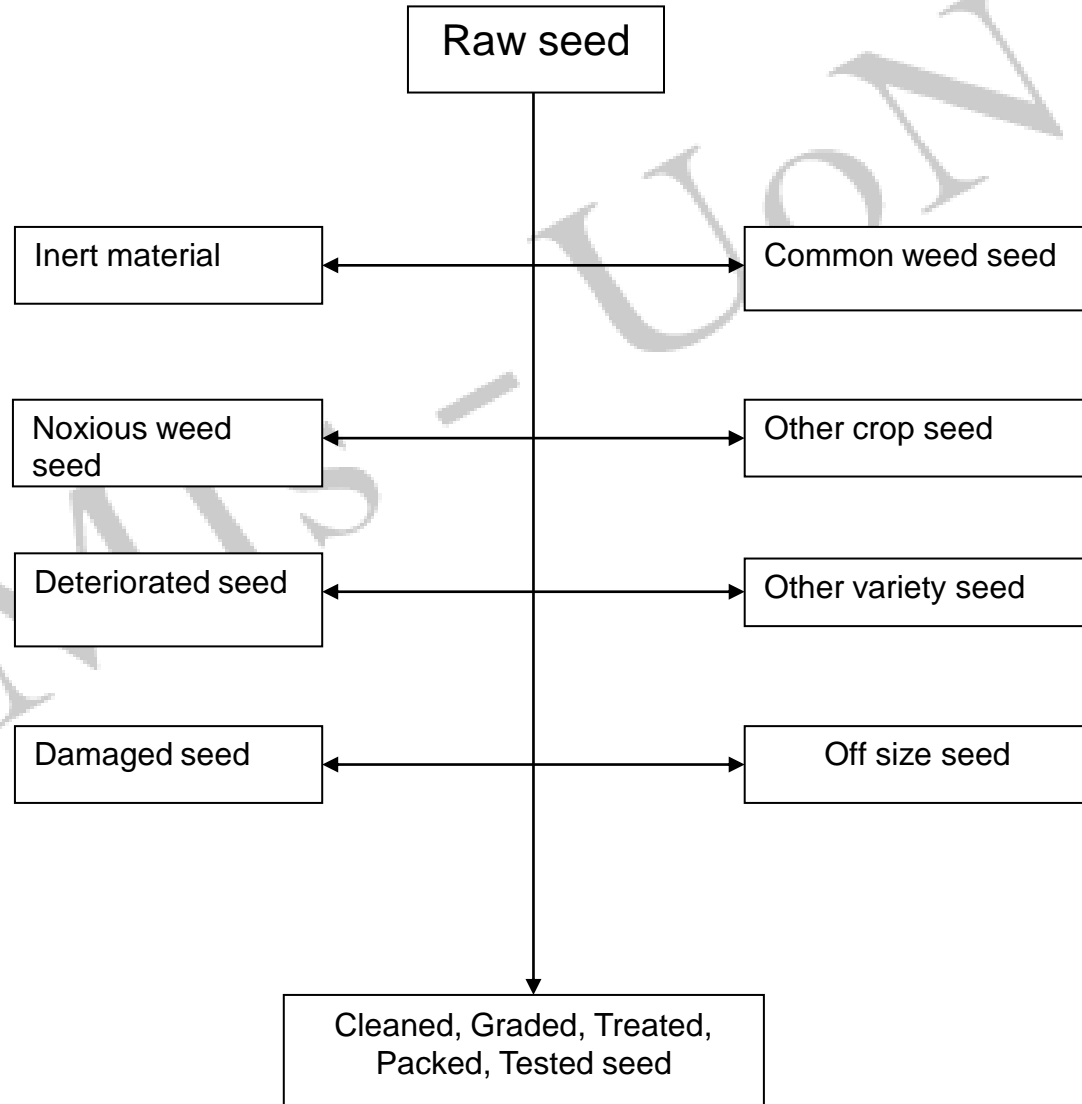 Raw seed
Inert material
Common weed seed
Noxious weed
seed
Other crop seed
Deteriorated seed
Other variety seed
Damaged seed
Off size seed
Cleaned, Graded, Treated,
Packed, Tested seed